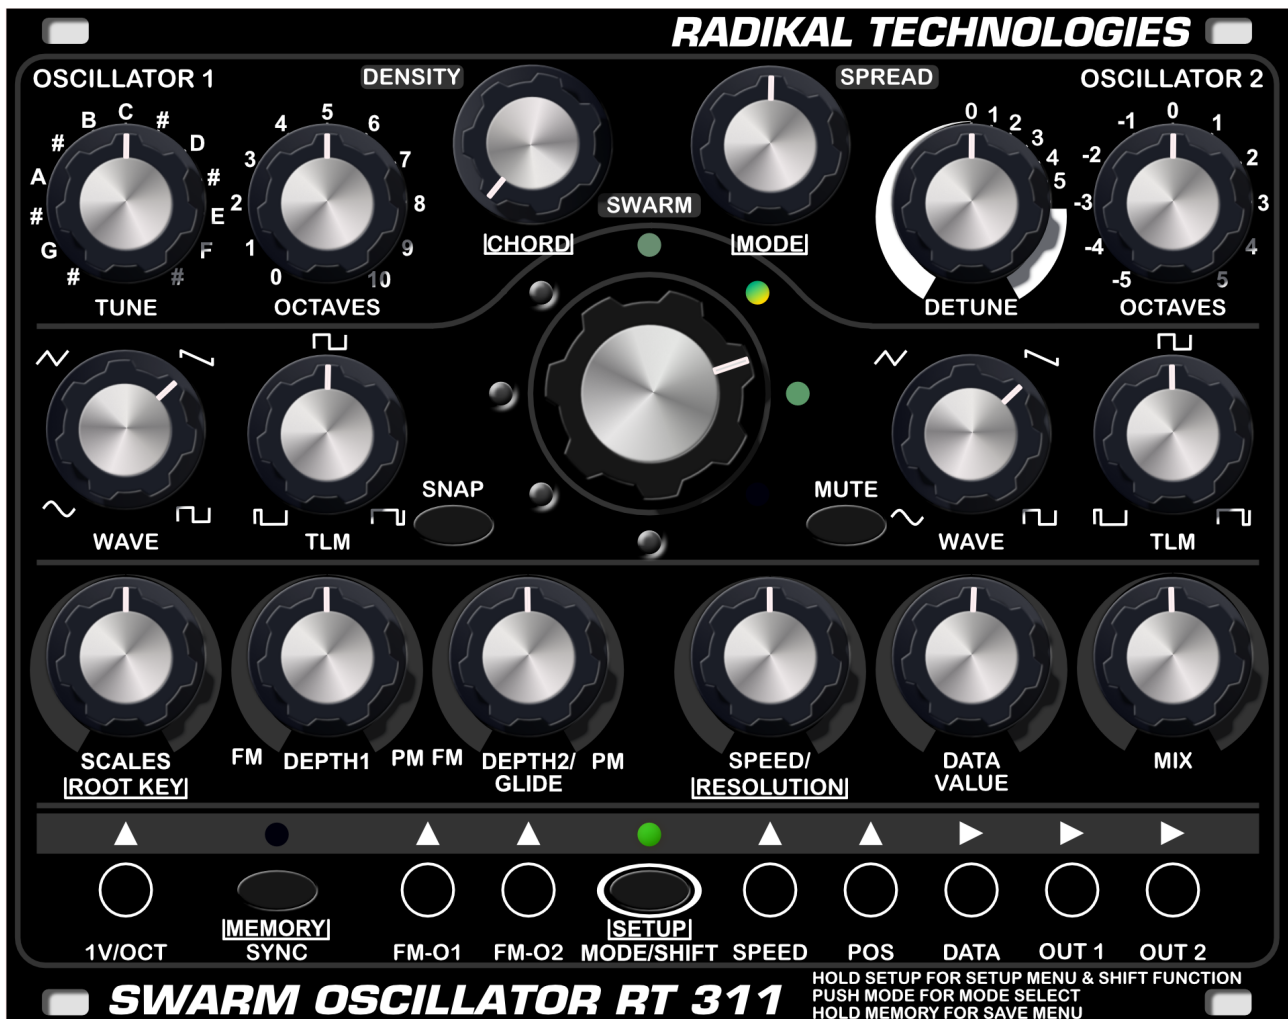 RADIKAL TECHNOLOGIES
OSCILLATOR 1
DENSITY
SPREAD
OSCILLATOR 2
# G # A # B C # D # E F #
TUNE
0 1 2 3 4 5 6 7 8 9 10
OCTAVES
SWARM
CHORD
MODE
0 1 2 3 4 5
DETUNE
-5 -4 -3 -2 -1 0 1 2 3 4 5
OCTAVES
WAVE
TLM
SNAP
MUTE
WAVE
TLM
SCALES
ROOT KEY
FM DEPTH1 PM
FM DEPTH2/ PM
GLIDE
SPEED/
RESOLUTION
DATA
VALUE
MIX
1V/OCT
MEMORY
SYNC
FM-O1
FM-O2
SETUP
MODE/SHIFT
SPEED
POS
DATA
OUT 1
OUT 2
SWARM OSCILLATOR RT 311
HOLD SETUP FOR SETUP MENU & SHIFT FUNCTION
PUSH MODE FOR MODE SELECT
HOLD MEMORY FOR SAVE MENU